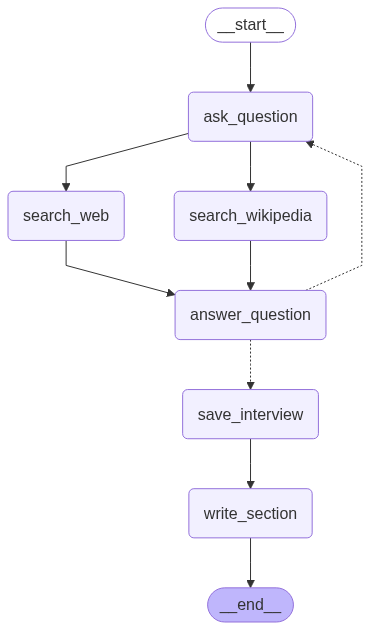 __start__
ask_question
search_web
search_wikipedia
answer_question
save_interview
write_section
__end__